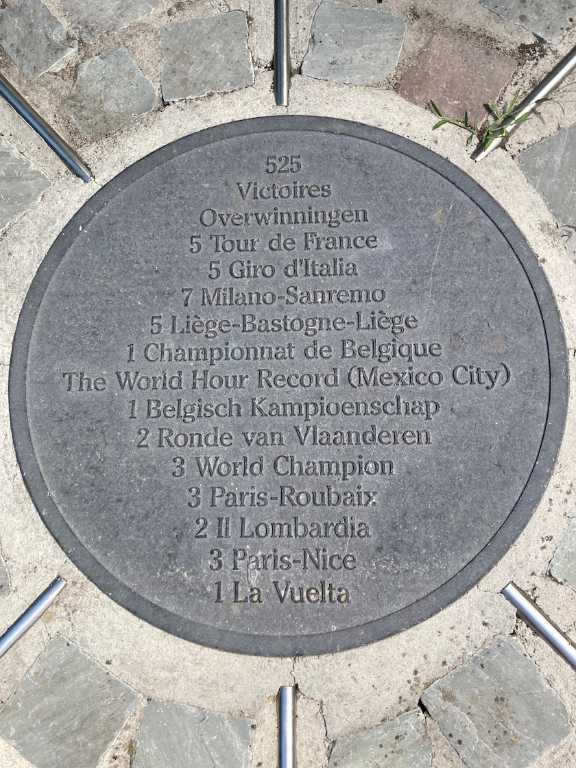 525
Victoires
Overwinningen
5 Tour de France
5 Giro d'Italia
7 Milano-Sanremo
5 Liège-Bastogne-Liège
1 Championnat de Belgique
The World Hour Record (Mexico City)
1 Belgisch Kampioenschap
2 Ronde van Vlaanderen
3 World Champion
3 Paris-Roubaix
2 Il Lombardia
3 Paris-Nice
1 La Vuelta